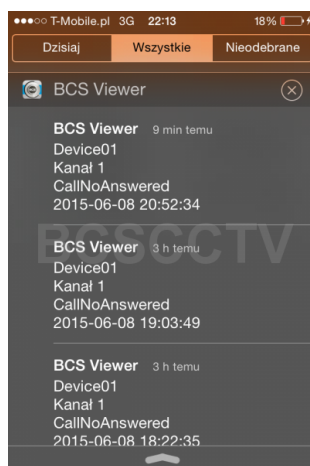 T-Mobile.pl 3G 22:13 18%
Dzisiaj Wszystkie Nieodebrane
BCS Viewer
BCS Viewer 9 min temu
Device01
Kanał 1
CallNoAnswered
2015-06-08 20:52:34
BCSCCTV
BCS Viewer 3 h temu
Device01
Kanał 1
CallNoAnswered
2015-06-08 19:03:49
BCS Viewer 3 h temu
Device01
Kanał 1
CallNoAnswered
2015-06-08 18:22:35